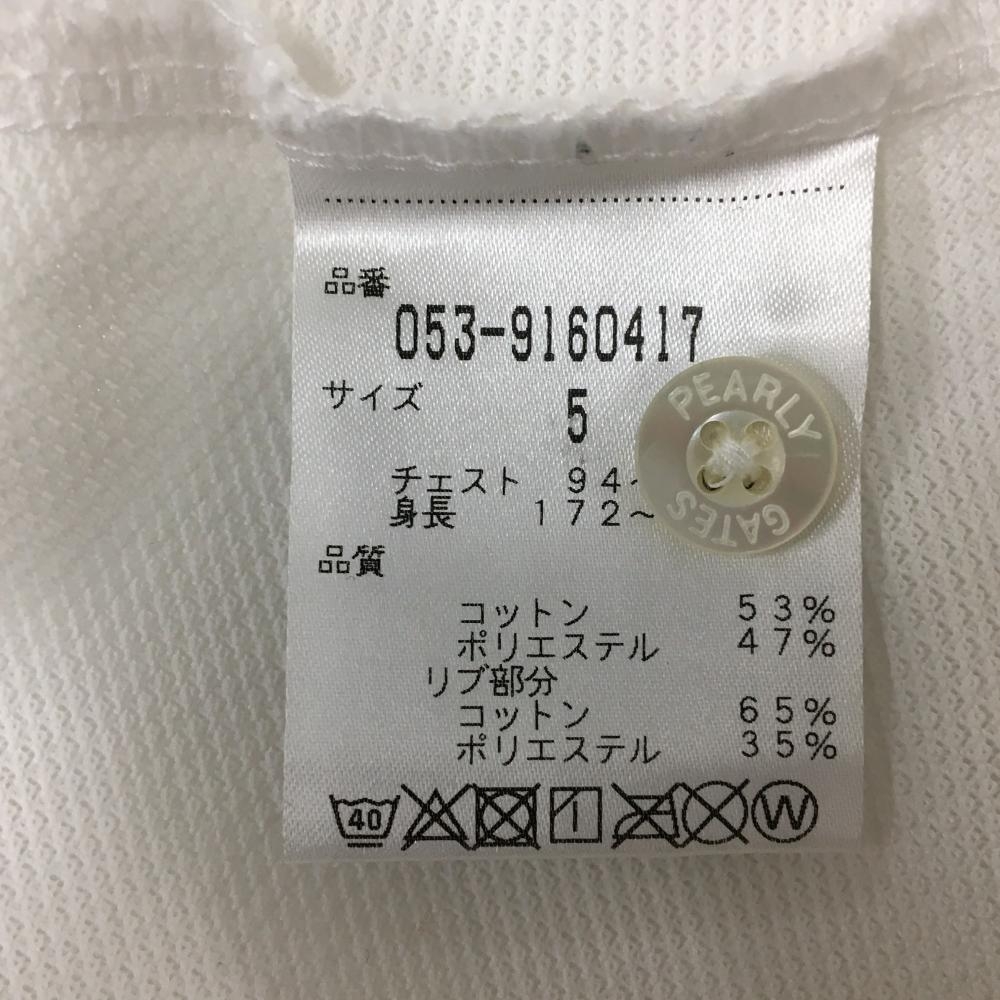 品番
053-9160417
サイズ
5
チェスト 94~
身長 172~
PEARLY
GATES
品質
コットン 53%
ポリエステル 47%
リブ部分
コットン 65%
ポリエステル 35%
40
W